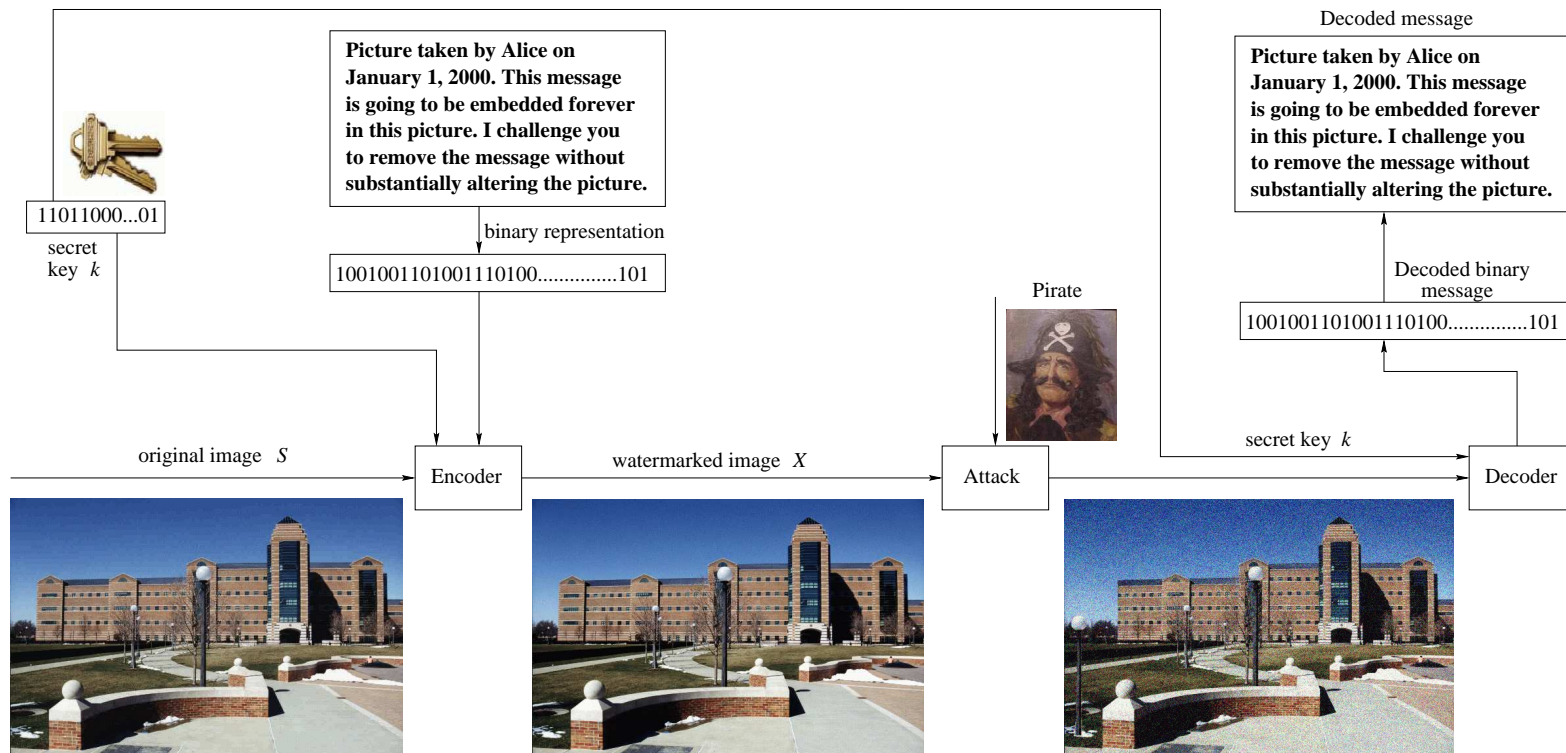 Decoded message
Picture taken by Alice on
January 1, 2000. This message
is going to be embedded forever
in this picture. I challenge you
to remove the message without
substantially altering the picture.
Picture taken by Alice on
January 1, 2000. This message
is going to be embedded forever
in this picture. I challenge you
to remove the message without
substantially altering the picture.
11011000...01
secret
key k
binary representation
1001001101001110100...............101
Pirate
Decoded binary
message
1001001101001110100...............101
original image S
Encoder
watermarked image X
Attack
secret key k
Decoder